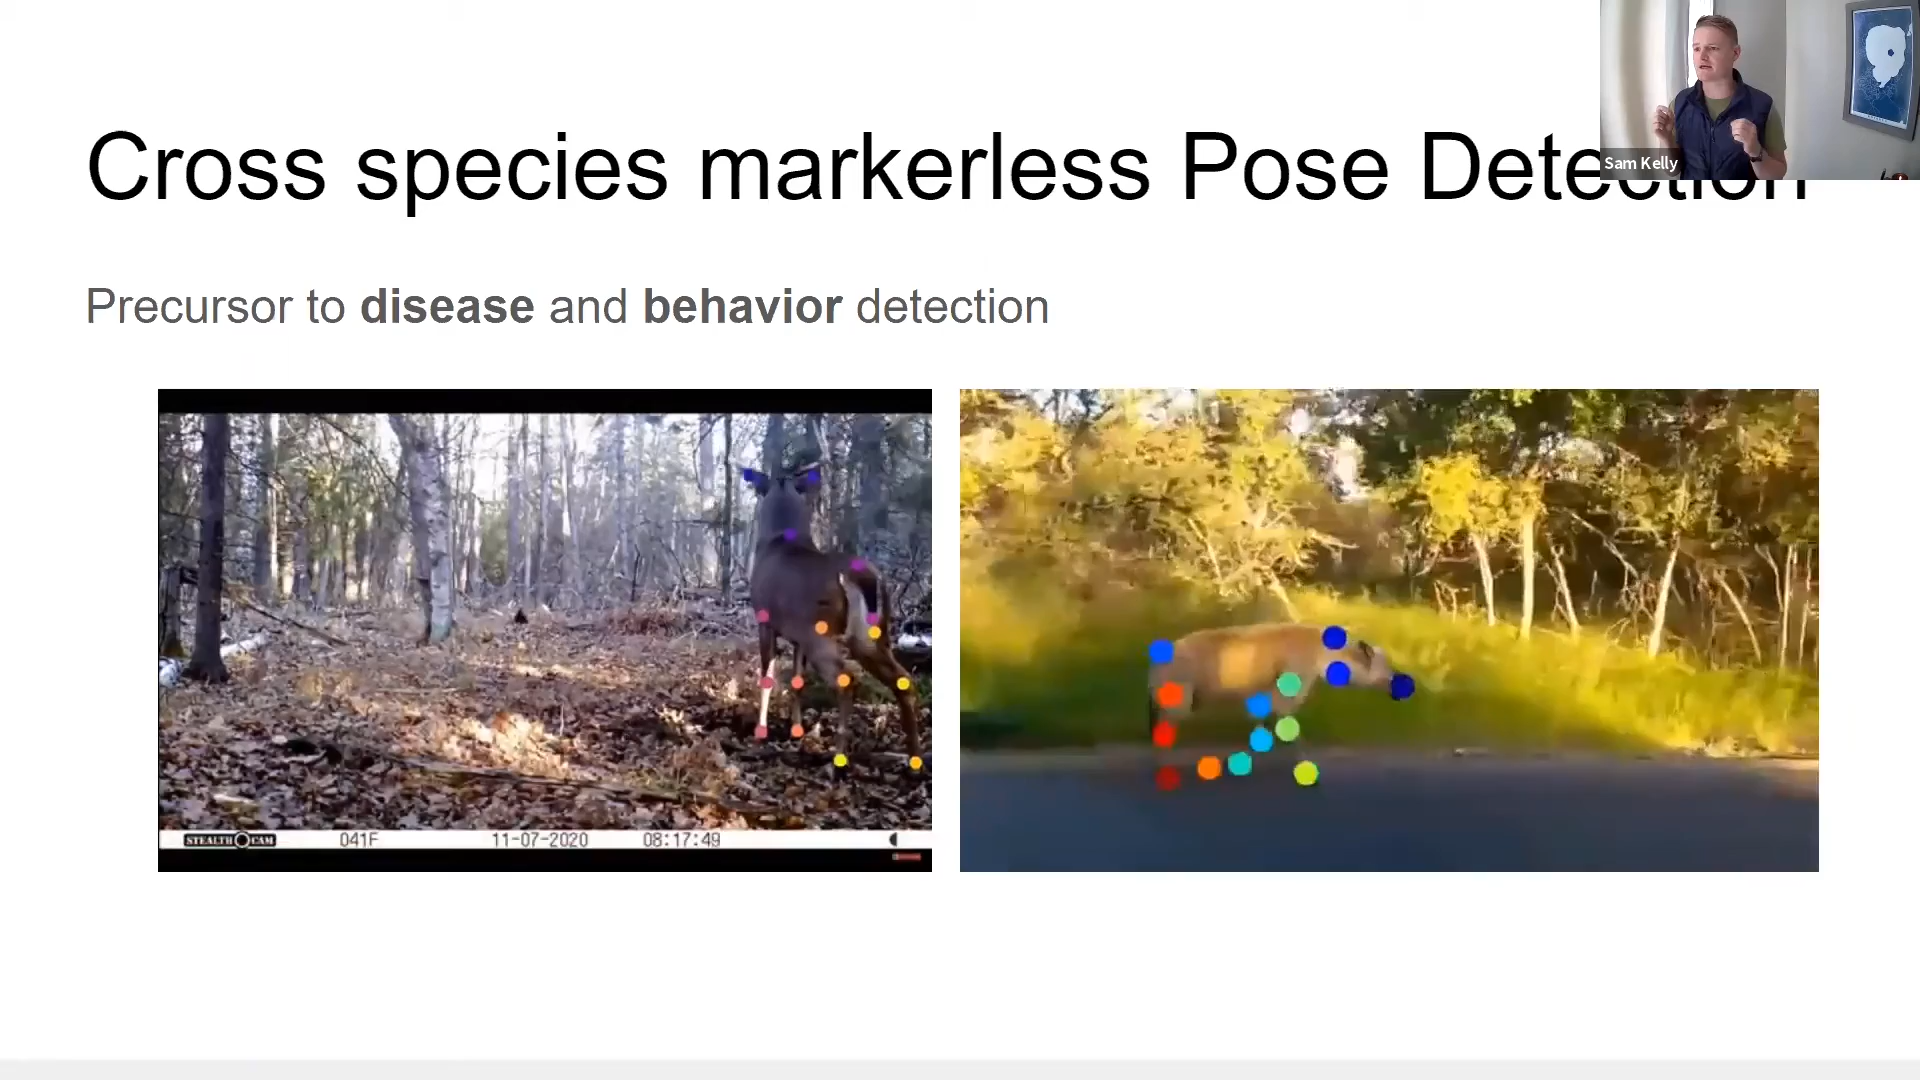 Cross species markerless Pose Detection
Sam Kelly
Precursor to disease and behavior detection
STEALTH CAM 041F 11-07-2020 08:17:49